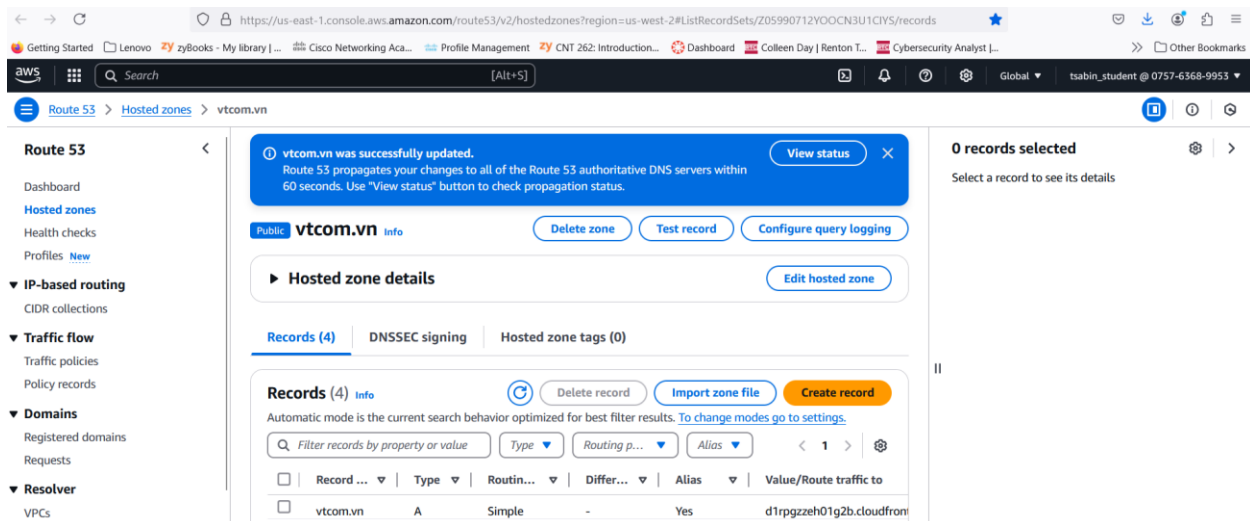 https://us-east-1.console.aws.amazon.com/route53/v2/hostedzones?region=us-west-2#ListRecordSets/Z05990712YOOCN3U1CIYS/records
Getting Started Lenovo zyBooks - My library | ... Cisco Networking Aca... Profile Management CNT 262: Introduction... Dashboard Colleen Day | Renton T... Cybersecurity Analyst |... Other Bookmarks
aws Search [Alt+S] Global tsabin_student @ 0757-6368-9953
Route 53 > Hosted zones > vtcom.vn
Route 53
Dashboard
Hosted zones
Health checks
Profiles New
IP-based routing
CIDR collections
Traffic flow
Traffic policies
Policy records
Domains
Registered domains
Requests
Resolver
VPCs
vtcom.vn was successfully updated.
Route 53 propagates your changes to all of the Route 53 authoritative DNS servers within
60 seconds. Use "View status" button to check propagation status.
View status
Public vtcom.vn Info Delete zone Test record Configure query logging
Hosted zone details Edit hosted zone
Records (4) DNSSEC signing Hosted zone tags (0)
Records (4) Info Delete record Import zone file Create record
Automatic mode is the current search behavior optimized for best filter results. To change modes go to settings.
Filter records by property or value Type Routing p... Alias 1
Record ... Type Routin... Differ... Alias Value/Route traffic to
vtcom.vn A Simple - Yes d1rpgzzeh01g2b.cloudfront
0 records selected
Select a record to see its details